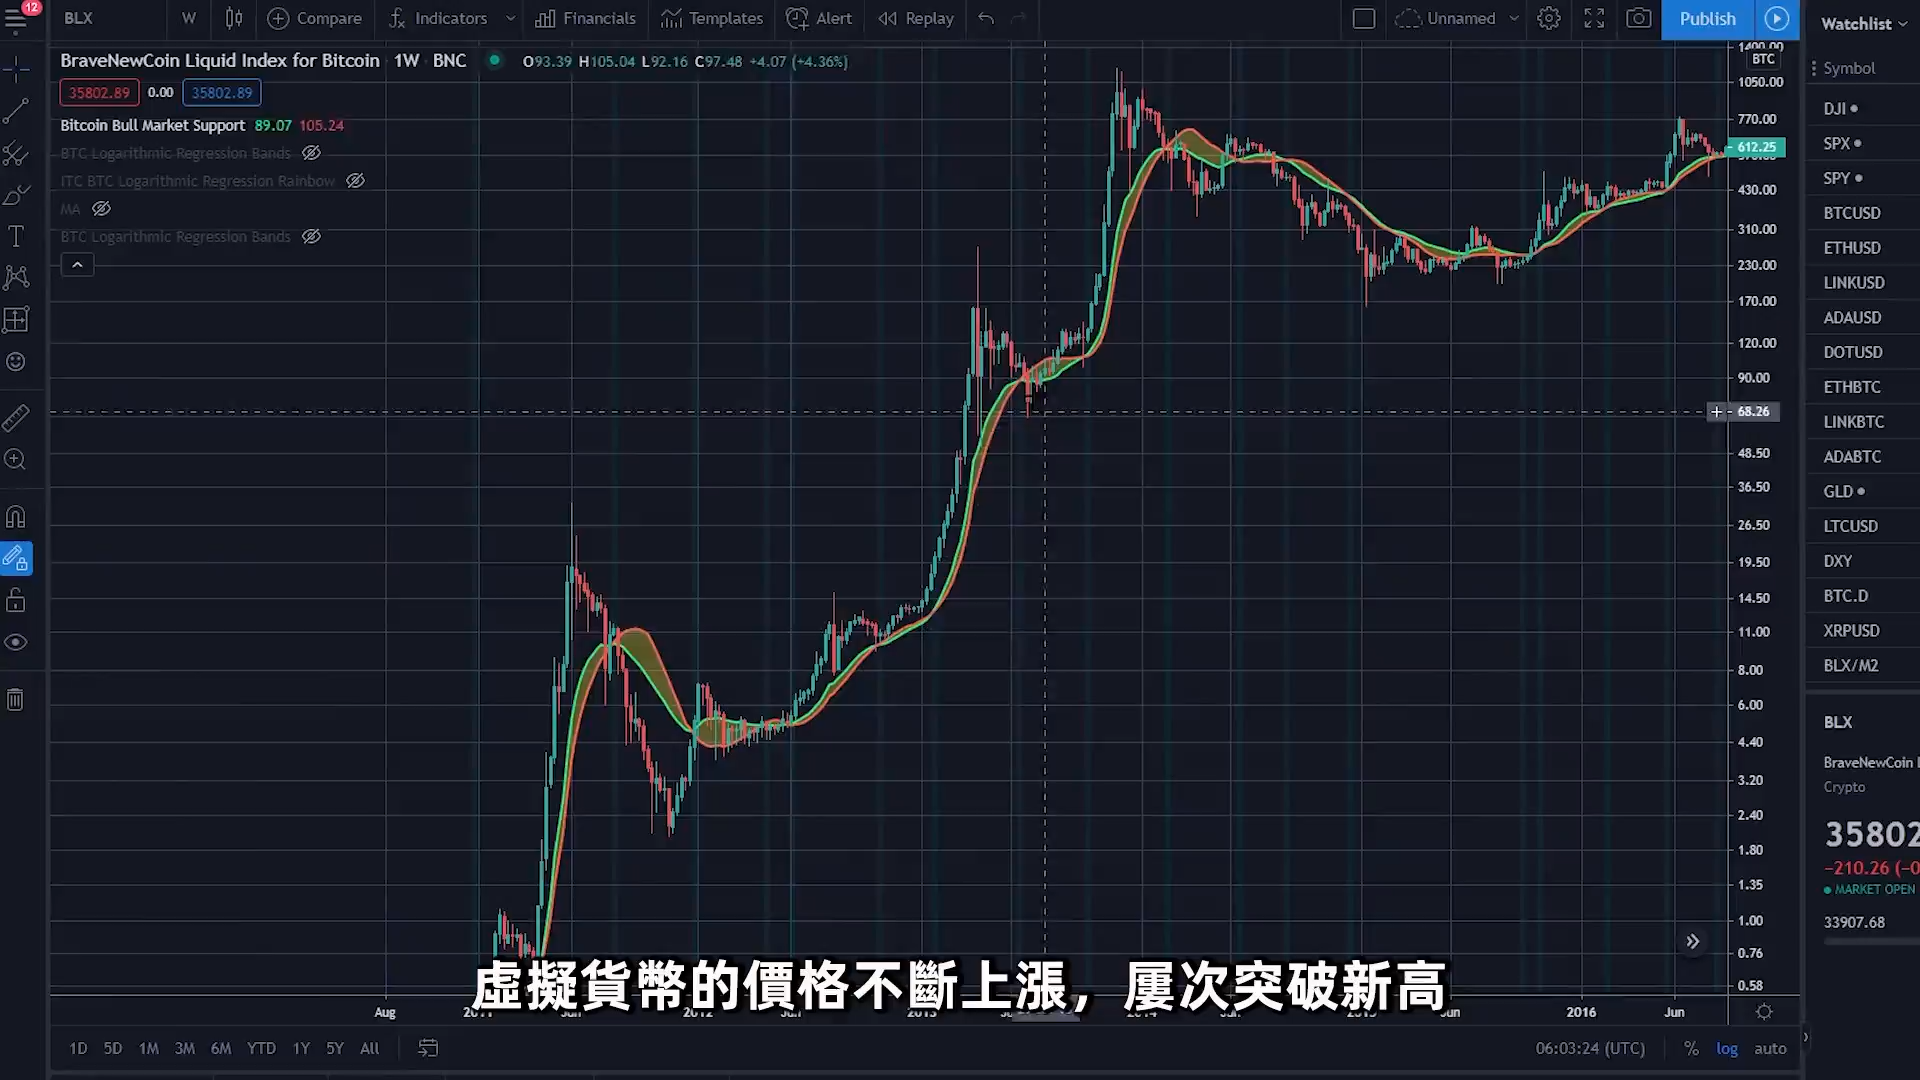 12
BLX
W
Compare
Indicators
Financials
Templates
Alert
Replay
Unnamed
Publish
Watchlist
BraveNewCoin Liquid Index for Bitcoin 1W BNC
O93.39 H105.04 L92.16 C97.48 +4.07 (+4.36%)
35802.89 0.00 35802.89
Bitcoin Bull Market Support 89.07 105.24
BTC Logarithmic Regression Bands
ITC BTC Logarithmic Regression Rainbow
MA
BTC Logarithmic Regression Bands
1400.00
BTC
1050.00
770.00
612.25
430.00
310.00
230.00
170.00
120.00
90.00
68.26
48.50
36.50
26.50
19.50
14.50
11.00
8.00
6.00
4.40
3.20
2.40
1.80
1.35
1.00
0.76
0.58
Symbol
DJI
SPX
SPY
BTCUSD
ETHUSD
LINKUSD
ADAUSD
DOTUSD
ETHBTC
LINKBTC
ADABTC
GLD
LTCUSD
DXY
BTC.D
XRPUSD
BLX/M2
BLX
BraveNewCoin
Crypto
35802
−210.26
MARKET OPEN
33907.68
虛擬貨幣的價格不斷上漲，屢次突破新高
Aug 2012 2013 2014 2016 Jun
1D 5D 1M 3M 6M YTD 1Y 5Y All
06:03:24 (UTC) % log auto